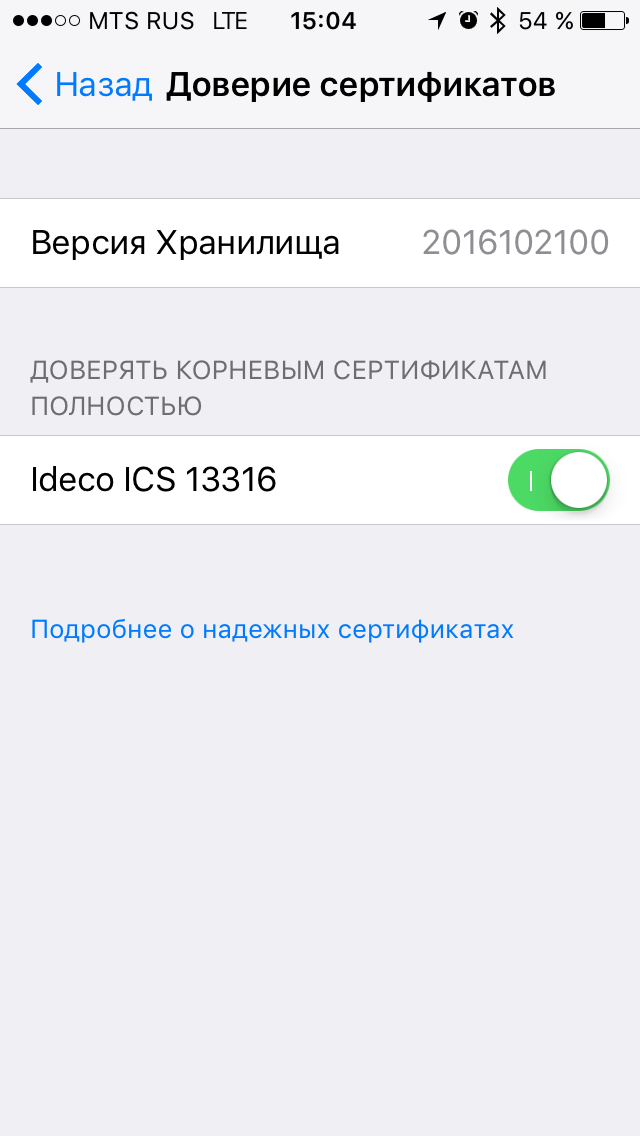 MTS RUS LTE 15:04 54 %
Назад Доверие сертификатов
Версия Хранилища 2016102100
ДОВЕРЯТЬ КОРНЕВЫМ СЕРТИФИКАТАМ
ПОЛНОСТЬЮ
Ideco ICS 13316
Подробнее о надежных сертификатах